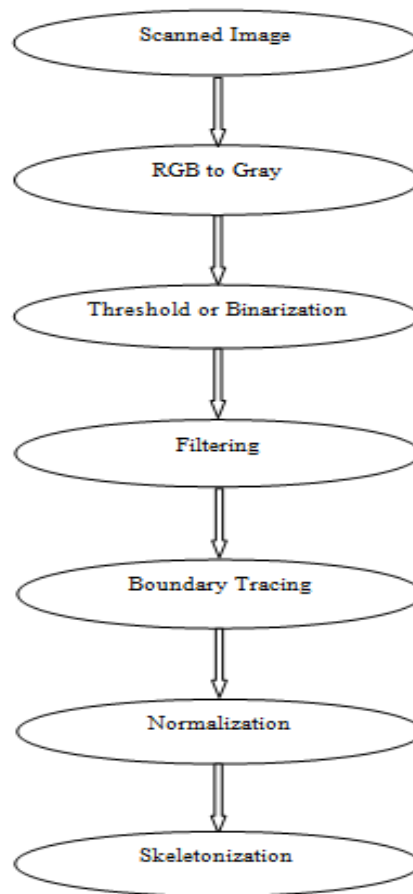 Scanned Image
RGB to Gray
Threshold or Binarization
Filtering
Boundary Tracing
Normalization
Skeletonization